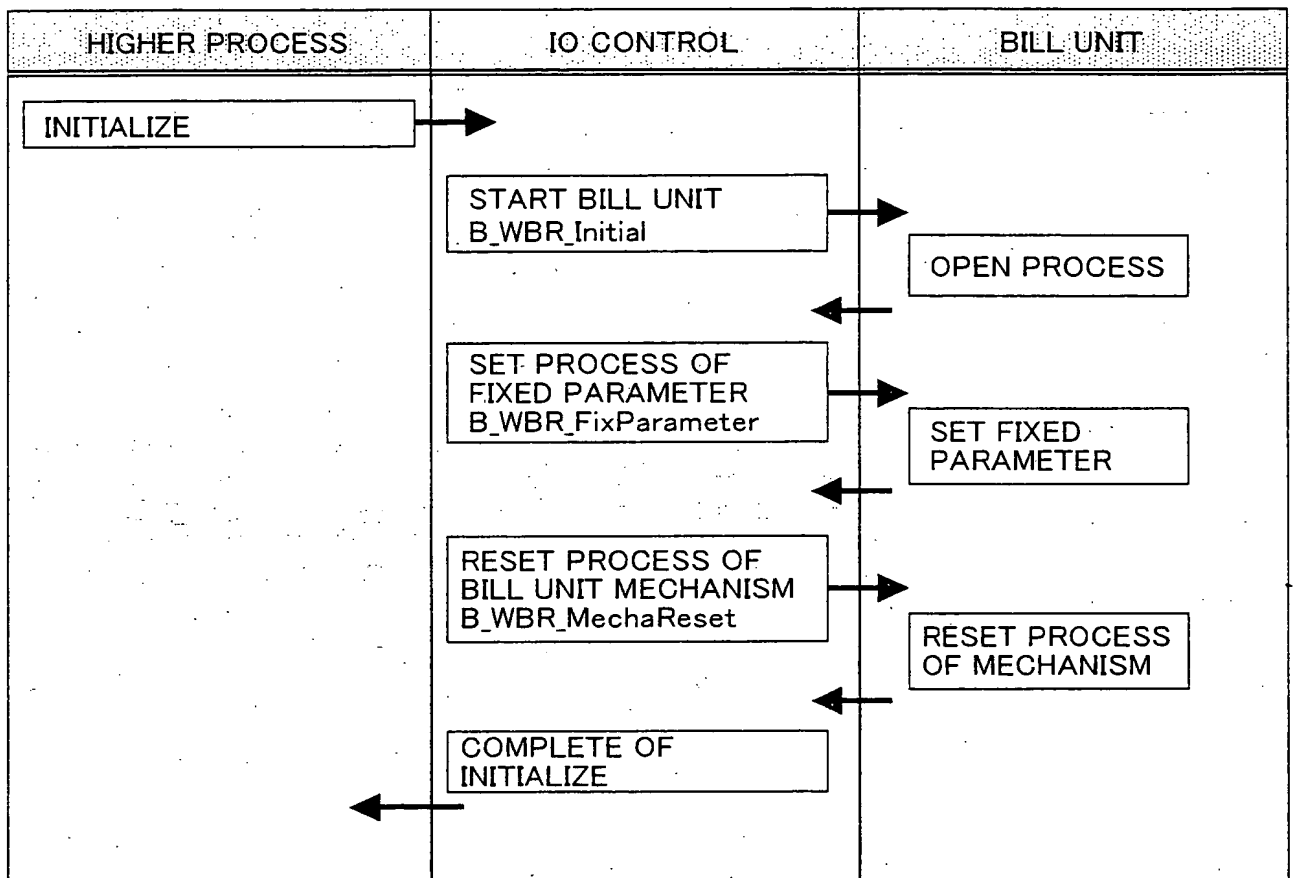 HIGHER PROCESS
IO CONTROL
BILL UNIT
INITIALIZE
START BILL UNIT
B_WBR_Initial
OPEN PROCESS
SET PROCESS OF
FIXED PARAMETER
B_WBR_FixParameter
SET FIXED
PARAMETER
RESET PROCESS OF
BILL UNIT MECHANISM
B_WBR_MechaReset
RESET PROCESS
OF MECHANISM
COMPLETE OF
INITIALIZE